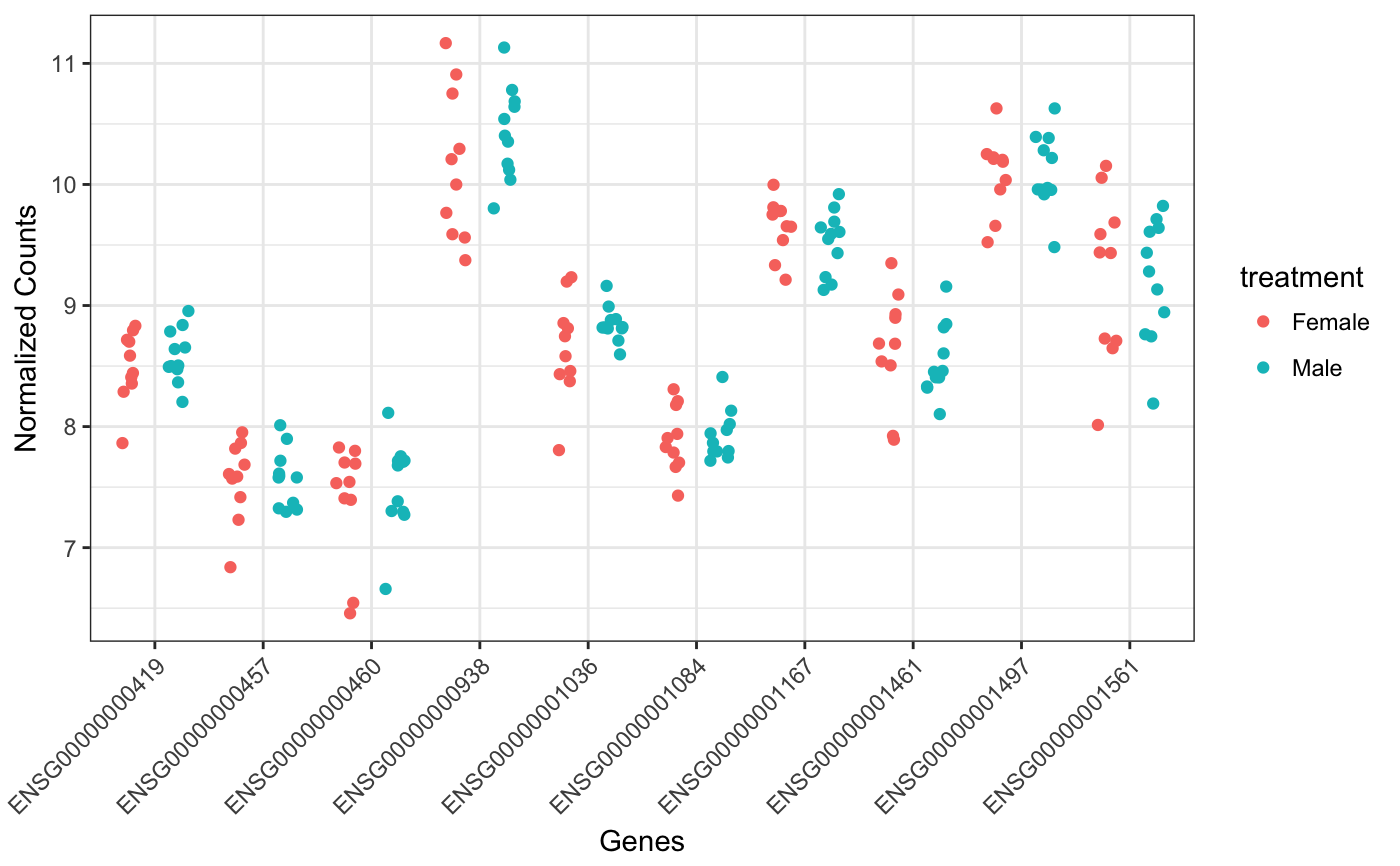 Normalized Counts
11
10
9
8
7
ENSG00000000419
ENSG00000000457
ENSG00000000460
ENSG00000000938
ENSG00000001036
ENSG00000001084
ENSG00000001167
ENSG00000001461
ENSG00000001497
ENSG00000001561
Genes
treatment
Female
Male